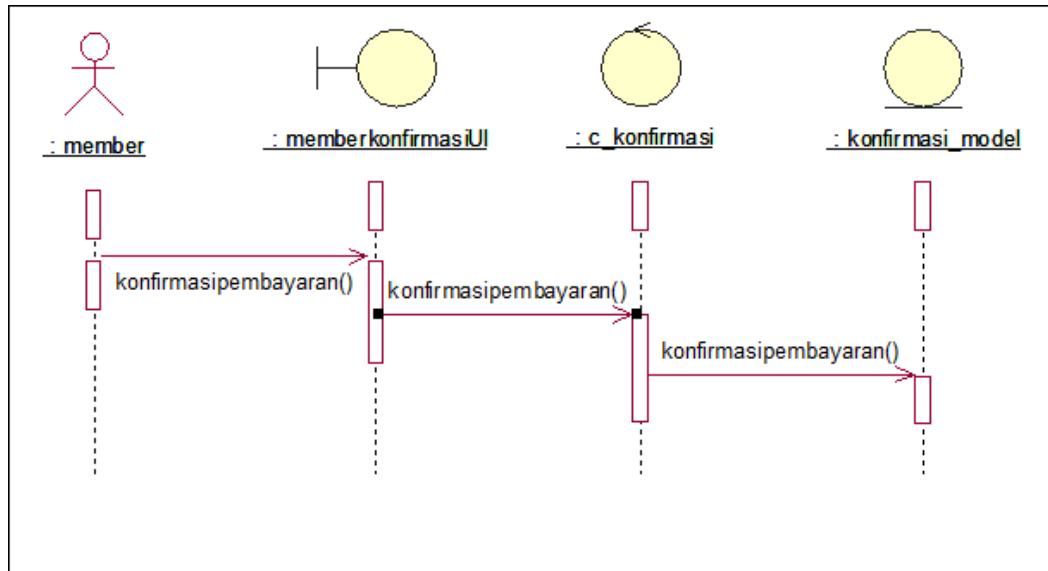 : member
: memberkonfirmasiUI
: c_konfirmasi
: konfirmasi_model
konfirmasipembayaran()
konfirmasipembayaran()
konfirmasipembayaran()